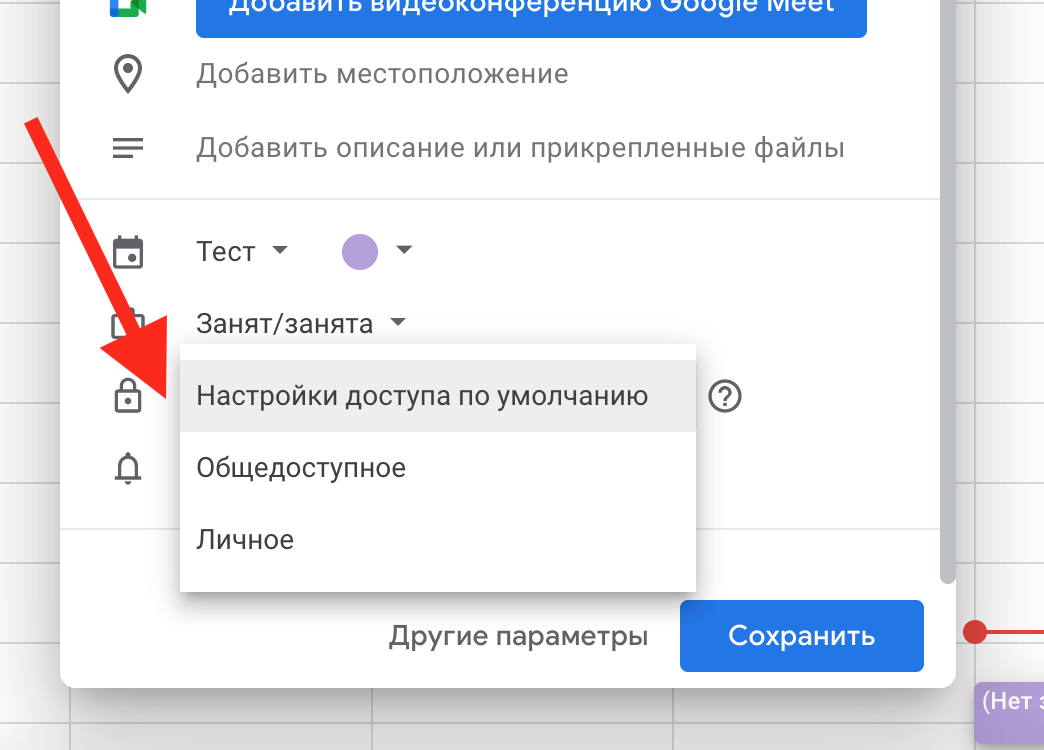 Добавить видеоконференцию Google Meet
Добавить местоположение
Добавить описание или прикрепленные файлы
Тест
Занят/занята
Настройки доступа по умолчанию
Общедоступное
Личное
Другие параметры
Сохранить
(Нет